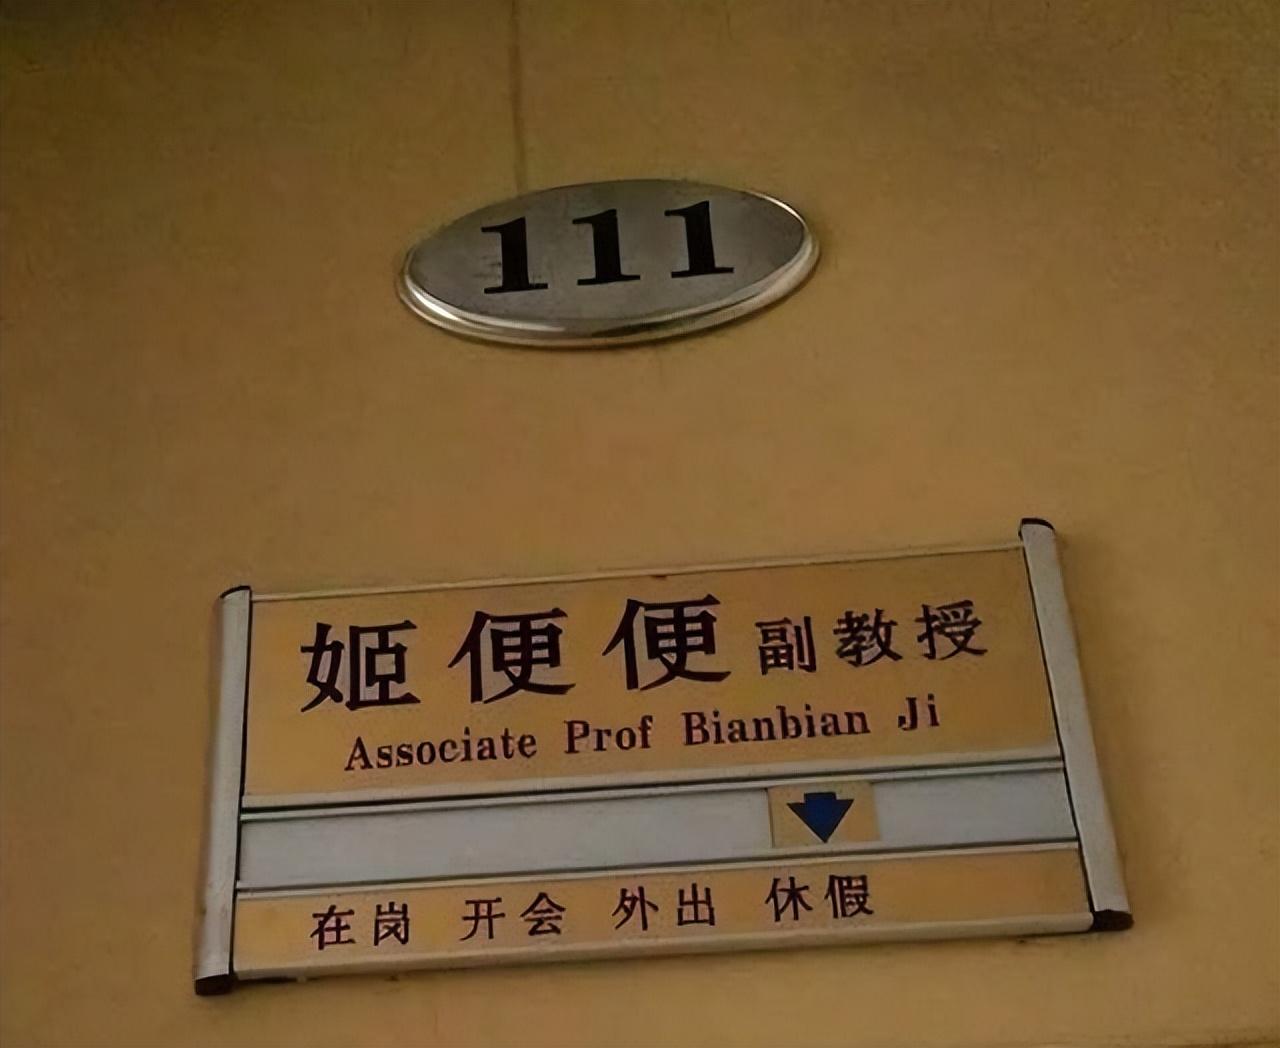 111
姬便便副教授
Associate Prof Bianbian Ji
在岗 开会 外出 休假